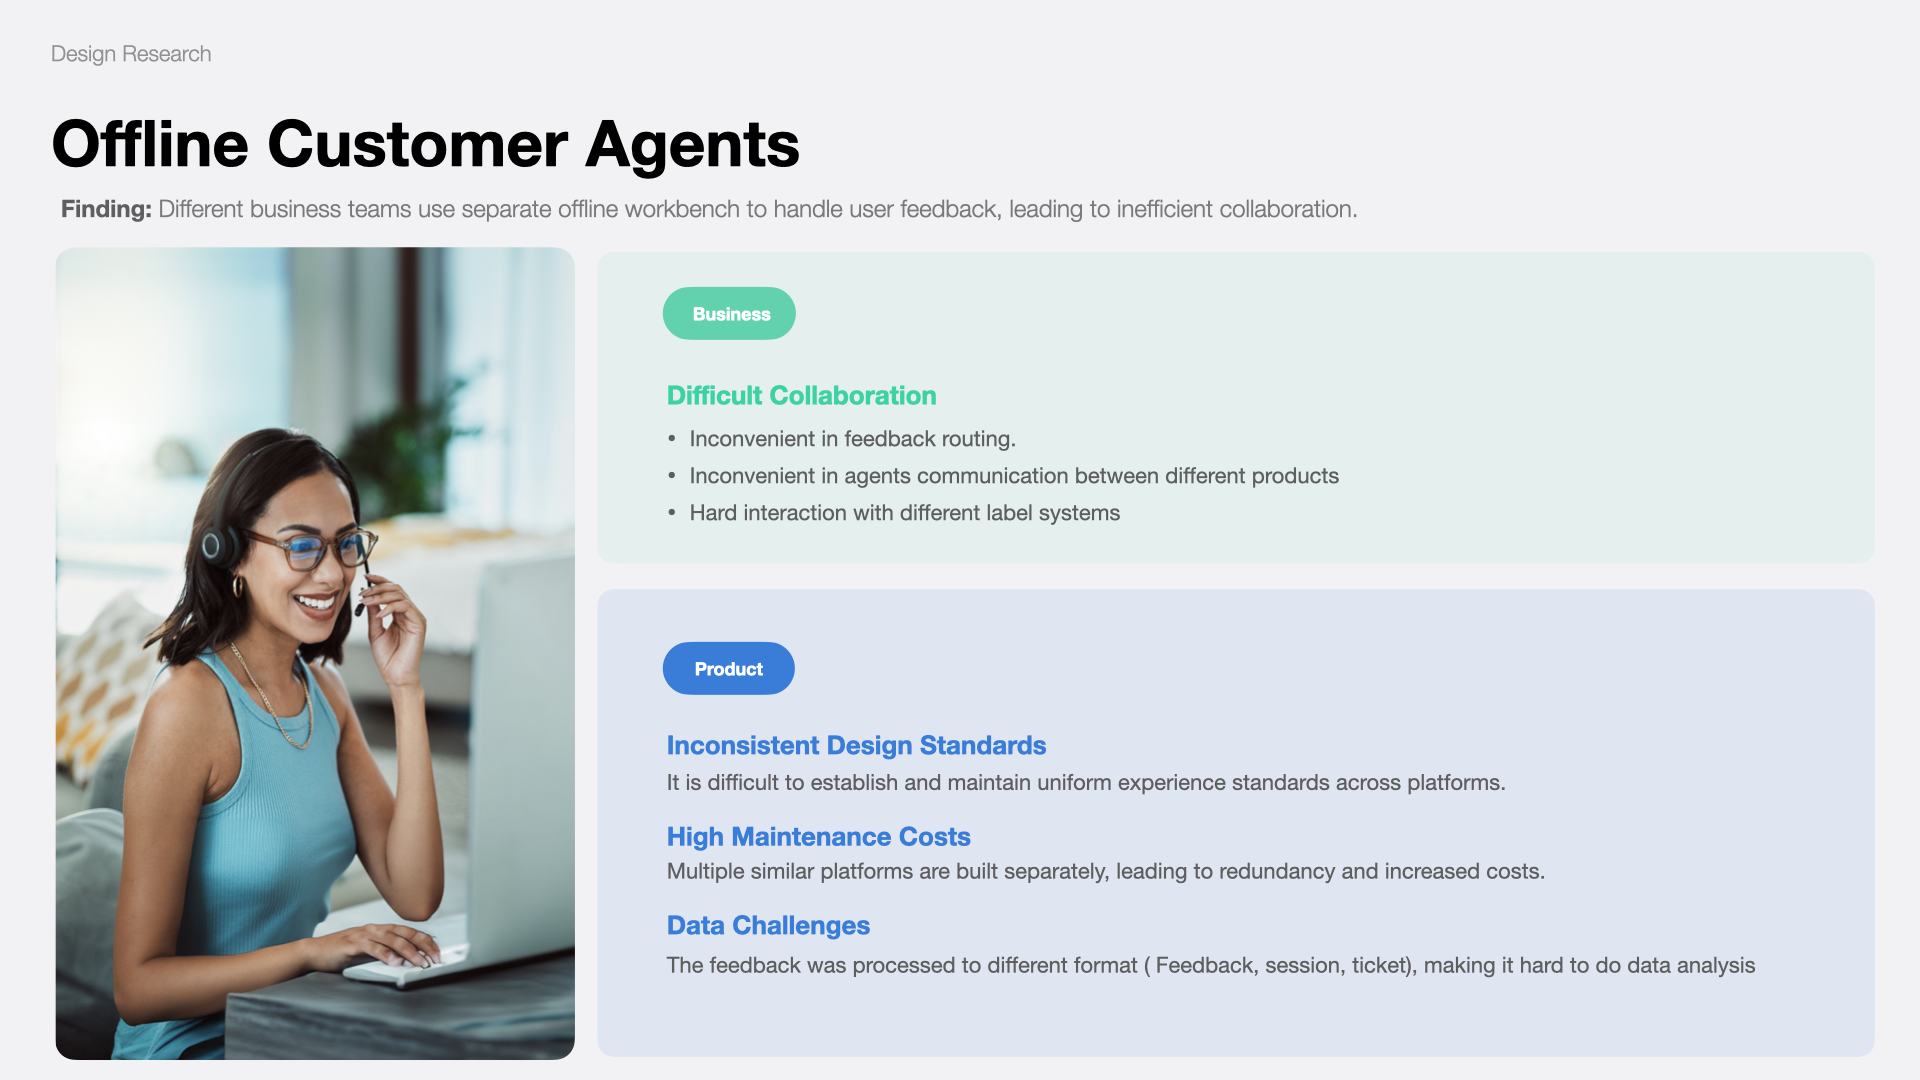 Design Research
Offline Customer Agents
Finding: Different business teams use separate offline workbench to handle user feedback, leading to inefficient collaboration.
Business
Difficult Collaboration
• Inconvenient in feedback routing.
• Inconvenient in agents communication between different products
• Hard interaction with different label systems
Product
Inconsistent Design Standards
It is difficult to establish and maintain uniform experience standards across platforms.
High Maintenance Costs
Multiple similar platforms are built separately, leading to redundancy and increased costs.
Data Challenges
The feedback was processed to different format ( Feedback, session, ticket), making it hard to do data analysis